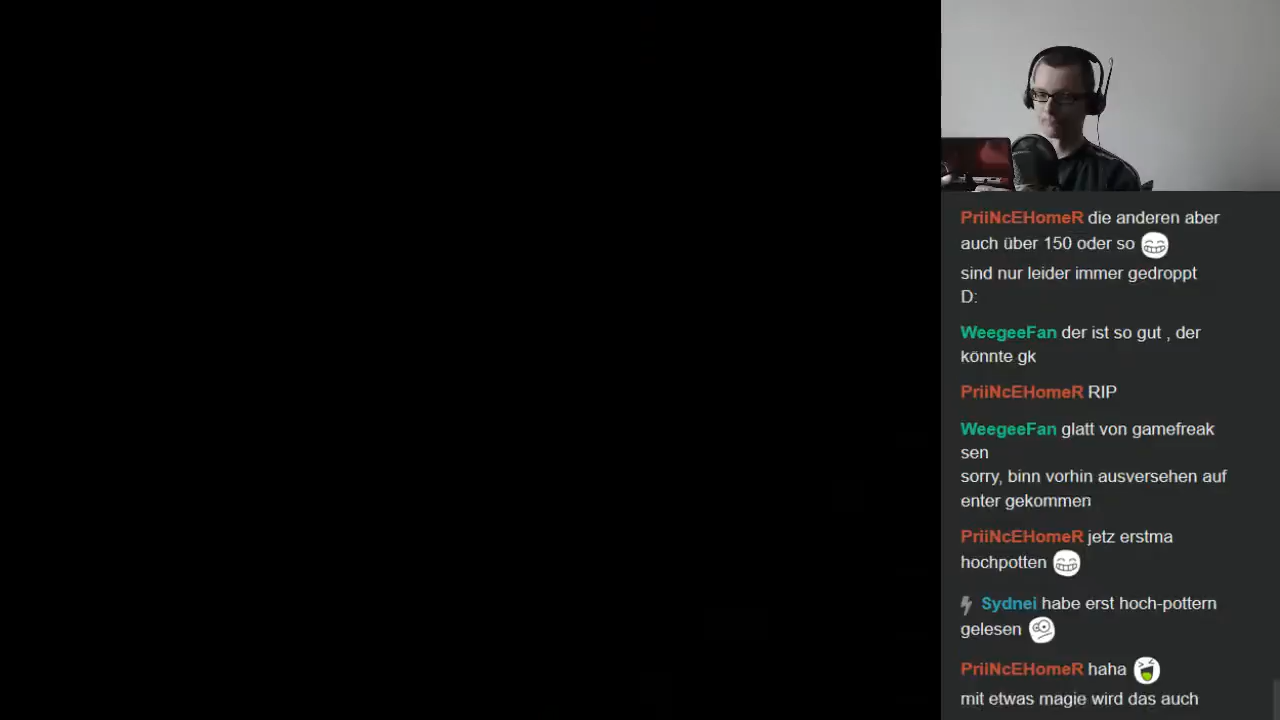 PriiNcEHomeR die anderen aber
auch über 150 oder so
sind nur leider immer gedroppt
D:
WeegeeFan der ist so gut , der
könnte gk
PriiNcEHomeR RIP
WeegeeFan glatt von gamefreak
sen
sorry, binn vorhin ausversehen auf
enter gekommen
PriiNcEHomeR jetz erstma
hochpotten
Sydnei habe erst hoch-pottern
gelesen
PriiNcEHomeR haha
mit etwas magie wird das auch